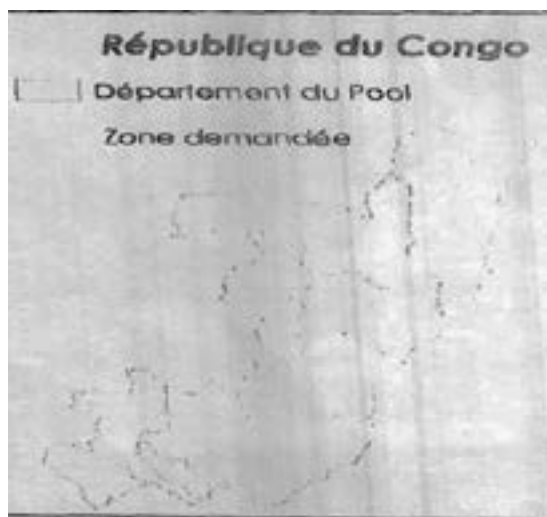 République du Congo
Département du Pool
Zone demandée